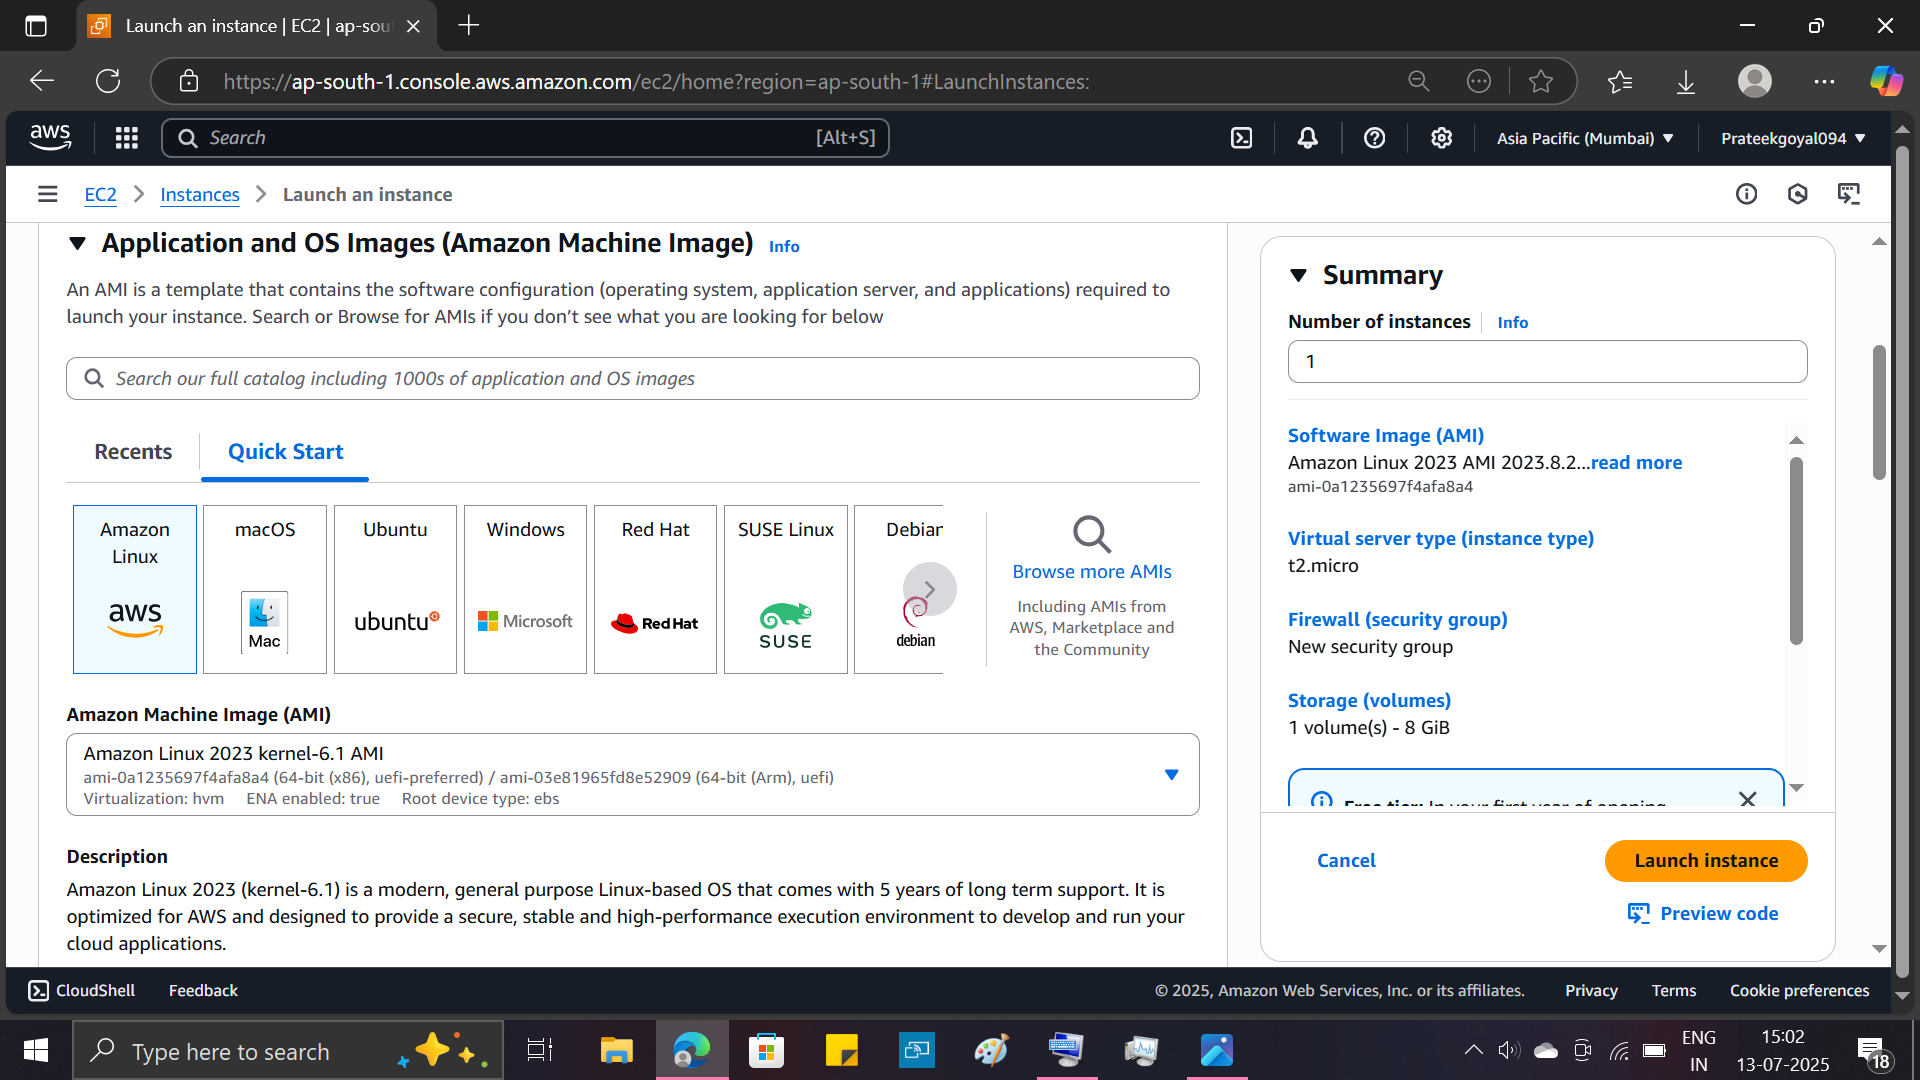 Launch an instance | EC2 | ap-sou
https://ap-south-1.console.aws.amazon.com/ec2/home?region=ap-south-1#LaunchInstances:
aws
Search
[Alt+S]
Asia Pacific (Mumbai)
Prateekgoyal094
EC2
Instances
Launch an instance
Application and OS Images (Amazon Machine Image) Info
An AMI is a template that contains the software configuration (operating system, application server, and applications) required to
launch your instance. Search or Browse for AMIs if you don’t see what you are looking for below
Search our full catalog including 1000s of application and OS images
Recents
Quick Start
Amazon
Linux
aws
macOS
Mac
Ubuntu
ubuntu
Windows
Microsoft
Red Hat
Red Hat
SUSE Linux
SUSE
Debian
debian
Browse more AMIs
Including AMIs from
AWS, Marketplace and
the Community
Amazon Machine Image (AMI)
Amazon Linux 2023 kernel-6.1 AMI
ami-0a1235697f4afa8a4 (64-bit (x86), uefi-preferred) / ami-03e81965fd8e52909 (64-bit (Arm), uefi)
Virtualization: hvm ENA enabled: true Root device type: ebs
Description
Amazon Linux 2023 (kernel-6.1) is a modern, general purpose Linux-based OS that comes with 5 years of long term support. It is
optimized for AWS and designed to provide a secure, stable and high-performance execution environment to develop and run your
cloud applications.
Summary
Number of instances Info
1
Software Image (AMI)
Amazon Linux 2023 AMI 2023.8.2...read more
ami-0a1235697f4afa8a4
Virtual server type (instance type)
t2.micro
Firewall (security group)
New security group
Storage (volumes)
1 volume(s) - 8 GiB
Free tier: In your first year of opening
Cancel
Launch instance
Preview code
CloudShell
Feedback
© 2025, Amazon Web Services, Inc. or its affiliates.
Privacy
Terms
Cookie preferences
Type here to search
ENG
IN
15:02
13-07-2025
18